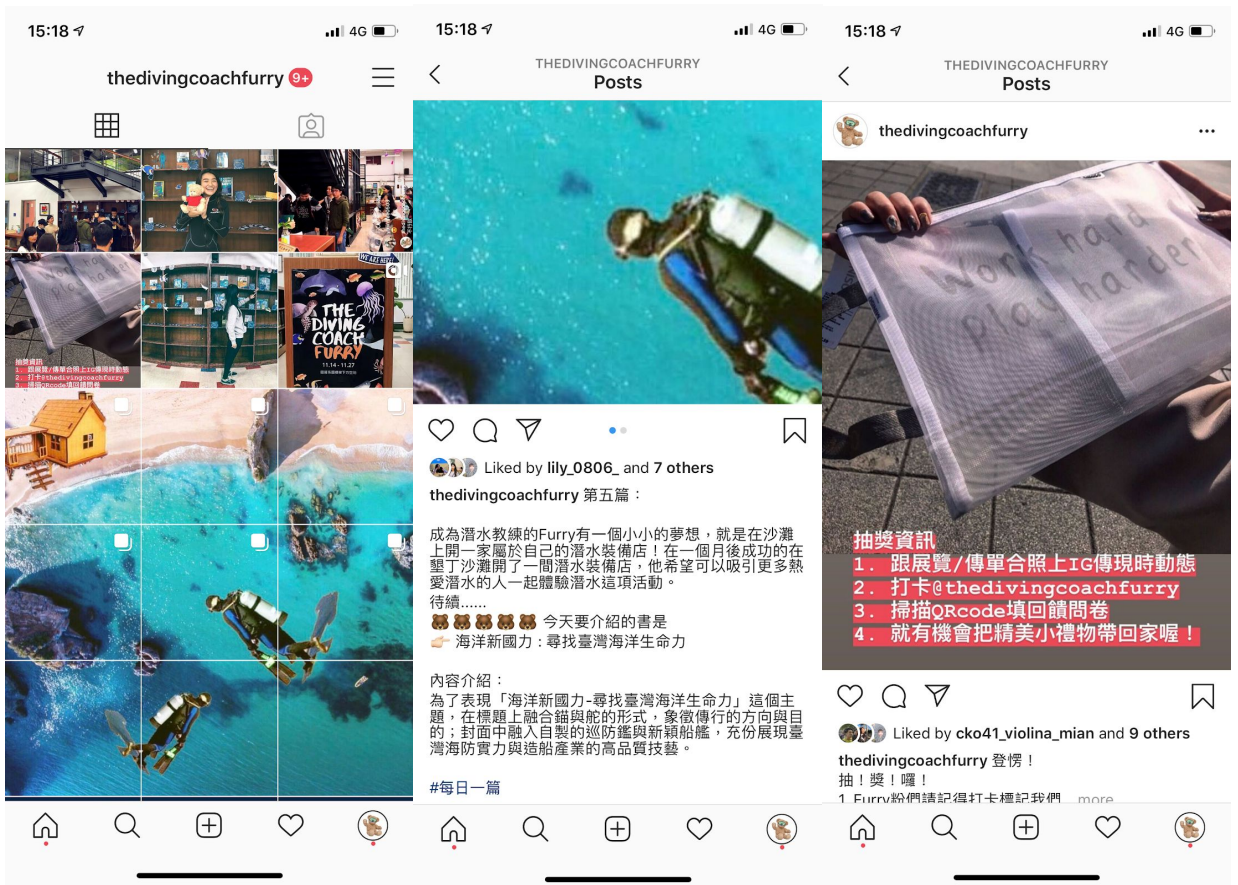 15:18
4G
thedivingcoachfurry 9+
WE ARE HERE!
THE
DIVING
COACH
FURRY
11.14 - 11.27
抽獎資訊
1. 跟展覽/傳單合照上IG傳現時動態
2. 打卡@thedivingcoachfurry
3. 掃描QRcode填回饋問卷
15:18
4G
THEDIVINGCOACHFURRY
Posts
Liked by lily_0806_ and 7 others
thedivingcoachfurry 第五篇：
成為潛水教練的Furry有一個小小的夢想，就是在沙灘
上開一家屬於自己的潛水裝備店！在一個月後成功的在
墾丁沙灘開了一間潛水裝備店，他希望可以吸引更多熱
愛潛水的人一起體驗潛水這項活動。
待續......
🐻🐻🐻🐻🐻 今天要介紹的書是
👉🏻 海洋新國力 : 尋找臺灣海洋生命力
內容介紹：
為了表現「海洋新國力-尋找臺灣海洋生命力」這個主
題，在標題上融合錨與舵的形式，象徵傳行的方向與目
的；封面中融入自製的巡防鑑與新穎船艦，充份展現臺
灣海防實力與造船產業的高品質技藝。
#每日一篇
15:18
4G
THEDIVINGCOACHFURRY
Posts
thedivingcoachfurry
Work hard
play harder
抽獎資訊
1. 跟展覽/傳單合照上IG傳現時動態
2. 打卡@thedivingcoachfurry
3. 掃描QRcode填回饋問卷
4. 就有機會把精美小禮物帶回家喔！
Liked by cko41_violina_mian and 9 others
thedivingcoachfurry 登愣！
抽！獎！囉！
1. Furry粉們請記得打卡標記我們... more